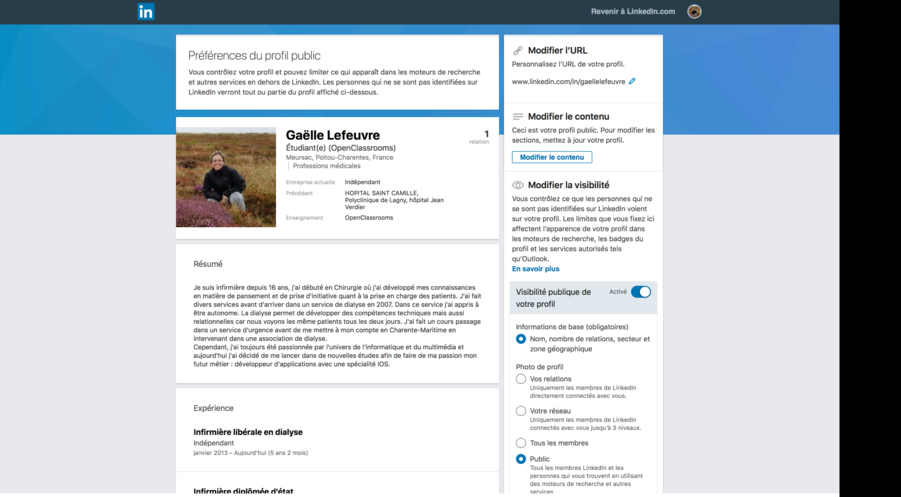 in
Revenir à LinkedIn.com
Préférences du profil public
Vous contrôlez votre profil et pouvez limiter ce qui apparaît dans les moteurs de recherche
et autres services en dehors de LinkedIn. Les personnes qui ne se sont pas identifiées sur
LinkedIn verront tout ou partie du profil affiché ci-dessous.
Gaëlle Lefeuvre
1
relation
Étudiant(e) (OpenClassrooms)
Meursac, Poitou-Charentes, France
Professions médicales
Entreprise actuelle Indépendant
Précédent HOPITAL SAINT CAMILLE,
Polyclinique de Lagny, hôpital Jean
Verdier
Enseignement OpenClassrooms
Résumé
Je suis infirmière depuis 16 ans, j'ai débuté en Chirurgie où j'ai développé mes connaissances
en matière de pansement et de prise d'initiative quant à la prise en charge des patients. J'ai fait
divers services avant d'arriver dans un service de dialyse en 2007. Dans ce service j'ai appris à
être autonome. La dialyse permet de développer des compétences techniques mais aussi
relationnelles car nous voyons les même patients tous les deux jours. J'ai fait un cours passage
dans un service d'urgence avant de me mettre à mon compte en Charente-Maritime en
intervenant dans une association de dialyse.
Cependant, j'ai toujours été passionnée par l'univers de l'informatique et du multimédia et
aujourd'hui j'ai décidé de me lancer dans de nouvelles études afin de faire de ma passion mon
futur métier : développeur d'applications avec une spécialité IOS.
Expérience
Infirmière libérale en dialyse
Indépendant
janvier 2013 – Aujourd'hui (5 ans 2 mois)
Infirmière diplômée d'état
Modifier l'URL
Personnalisez l'URL de votre profil.
www.linkedin.com/in/gaellelefeuvre
Modifier le contenu
Ceci est votre profil public. Pour modifier les
sections, mettez à jour votre profil.
Modifier le contenu
Modifier la visibilité
Vous contrôlez ce que les personnes qui ne
se sont pas identifiées sur LinkedIn voient
sur votre profil. Les limites que vous fixez ici
affectent l'apparence de votre profil dans
les moteurs de recherche, les badges du
profil et les services autorisés tels
qu'Outlook.
En savoir plus
Visibilité publique de
votre profil
Activé
Informations de base (obligatoires)
Nom, nombre de relations, secteur et
zone géographique
Photo de profil
Vos relations
Uniquement les membres de LinkedIn
directement connectés avec vous.
Votre réseau
Uniquement les membres de LinkedIn
connectés avec vous jusqu'à 3 niveaux.
Tous les membres
Public
Tous les membres LinkedIn et les
personnes qui vous trouvent en utilisant
des moteurs de recherche et autres
services